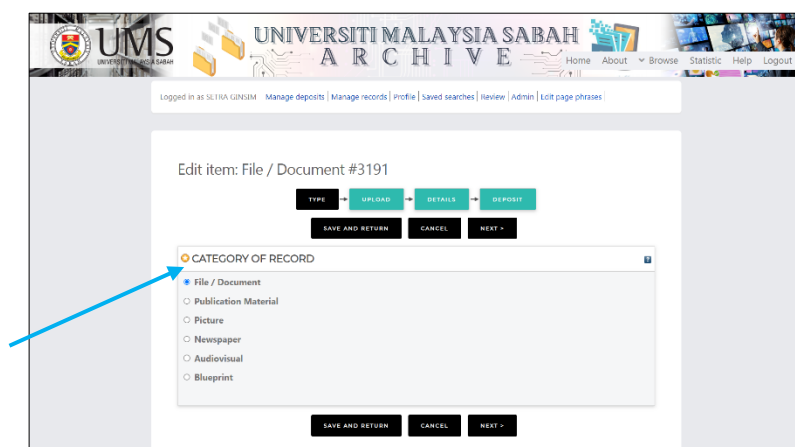 UMS
UNIVERSITI MALAYSIA SABAH
UNIVERSITI MALAYSIA SABAH
ARCHIVE
Home About Browse Statistic Help Logout
Logged in as SETRA GINSIM Manage deposits | Manage records | Profile | Saved searches | Review | Admin | Edit page phrases
Edit item: File / Document #3191
TYPE → UPLOAD → DETAILS → DEPOSIT
SAVE AND RETURN CANCEL NEXT >
CATEGORY OF RECORD ?
File / Document
Publication Material
Picture
Newspaper
Audiovisual
Blueprint
SAVE AND RETURN CANCEL NEXT >